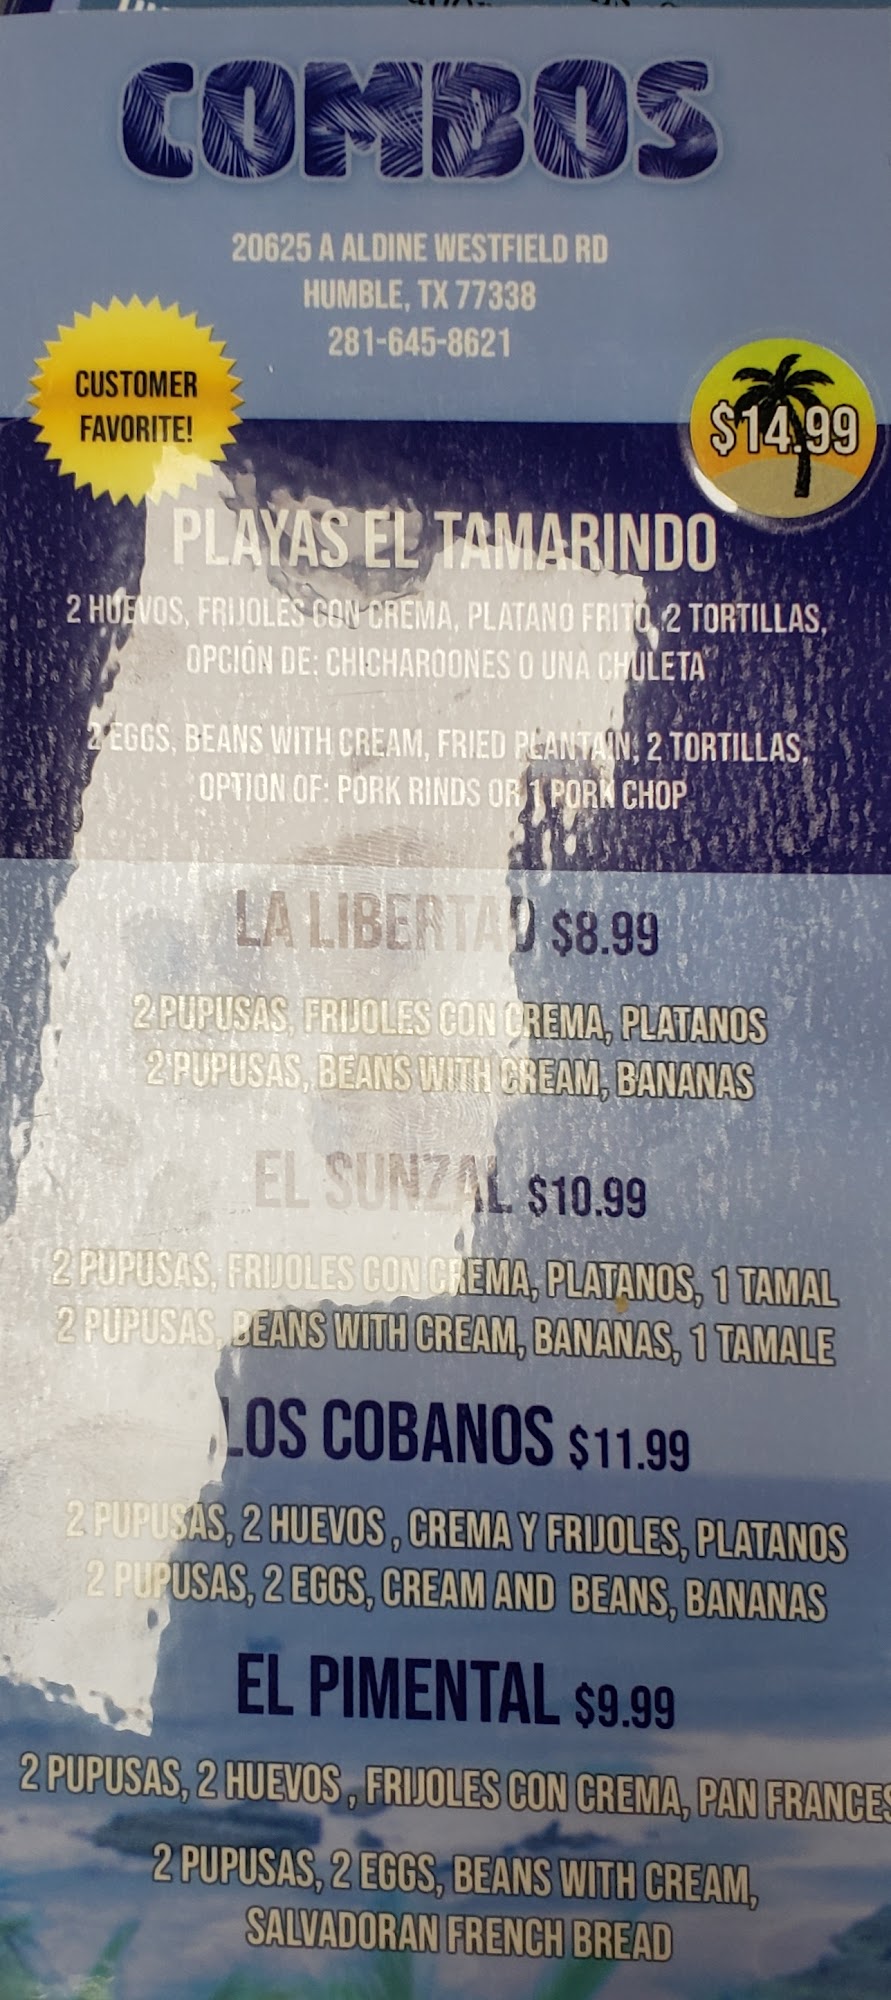 COMBOS
20625 A ALDINE WESTFIELD RD
HUMBLE, TX 77338
281-645-8621
CUSTOMER
FAVORITE!
$14.99
PLAYAS EL TAMARINDO
2 HUEVOS, FRIJOLES CON CREMA, PLATANO FRITO, 2 TORTILLAS,
OPCIÓN DE: CHICHAROONES O UNA CHULETA
2 EGGS, BEANS WITH CREAM, FRIED PLANTAIN, 2 TORTILLAS,
OPTION OF: PORK RINDS OR 1 PORK CHOP
LA LIBERTAD $8.99
2 PUPUSAS, FRIJOLES CON CREMA, PLATANOS
2 PUPUSAS, BEANS WITH CREAM, BANANAS
EL SUNZAL $10.99
2 PUPUSAS, FRIJOLES CON CREMA, PLATANOS, 1 TAMAL
2 PUPUSAS, BEANS WITH CREAM, BANANAS, 1 TAMALE
LOS COBANOS $11.99
2 PUPUSAS, 2 HUEVOS , CREMA Y FRIJOLES, PLATANOS
2 PUPUSAS, 2 EGGS, CREAM AND BEANS, BANANAS
EL PIMENTAL $9.99
2 PUPUSAS, 2 HUEVOS , FRIJOLES CON CREMA, PAN FRANCES
2 PUPUSAS, 2 EGGS, BEANS WITH CREAM,
SALVADORAN FRENCH BREAD